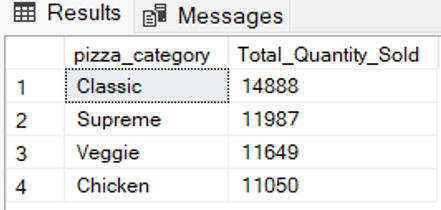 Results Messages
pizza_category Total_Quantity_Sold
1 Classic 14888
2 Supreme 11987
3 Veggie 11649
4 Chicken 11050